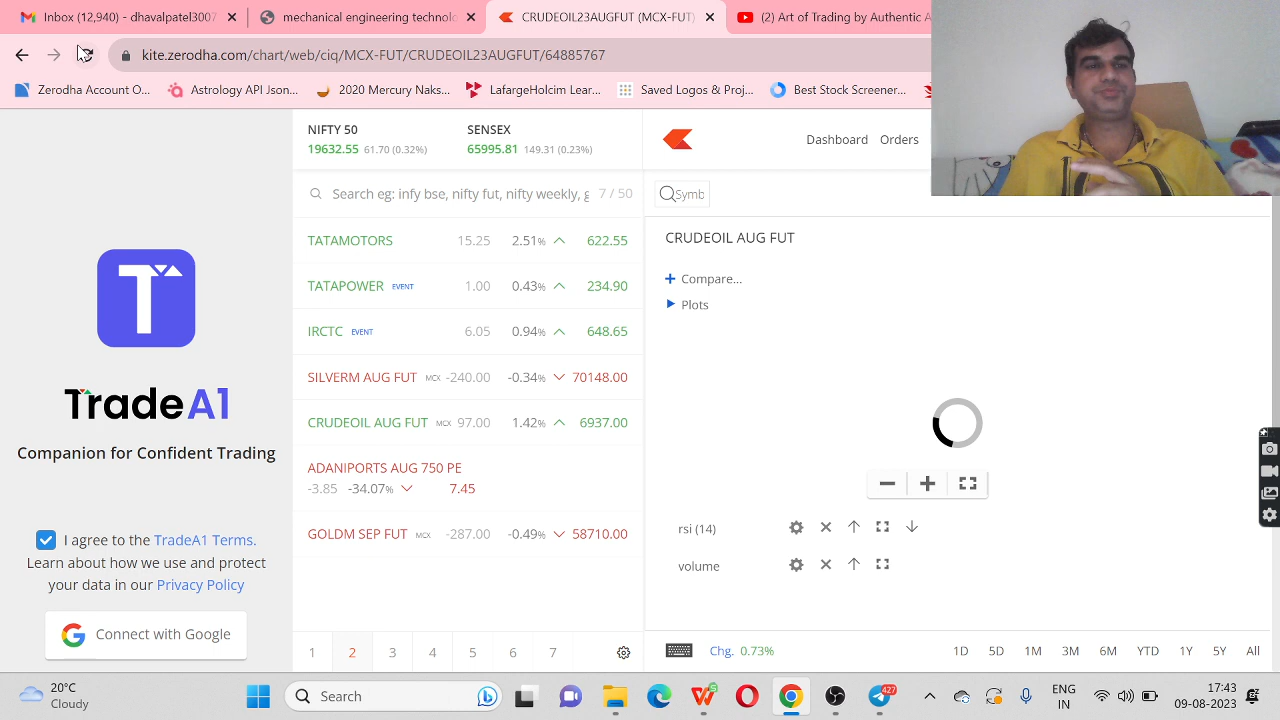 Inbox (12,940) - dhailapatel3007
mechanical engineering technolo
CRUDEOIL23AUGFUT (MCX-FUT)
(2) Art of Trading by Authentic A
kite.zerodha.com/chart/web/ciq/MCX-FUT/CRUDEOIL23AUGFUT/64885767
Zerodha Account O...
Astrology API Json...
2020 Mercury Naks...
LafargeHolcim Lear...
Saved Logos & Proj...
Best Stock Screener...
NIFTY 50
19632.55 61.70 (0.32%)
SENSEX
65995.81 149.31 (0.23%)
Dashboard Orders
Search eg: infy bse, nifty fut, nifty weekly, g 7 / 50
Symb
TATAMOTORS 15.25 2.51% 622.55
TATAPOWER EVENT 1.00 0.43% 234.90
IRCTC EVENT 6.05 0.94% 648.65
SILVERM AUG FUT MCX -240.00 -0.34% 70148.00
CRUDEOIL AUG FUT MCX 97.00 1.42% 6937.00
ADANIPORTS AUG 750 PE
-3.85 -34.07% 7.45
GOLDM SEP FUT MCX -287.00 -0.49% 58710.00
1 2 3 4 5 6 7
T
TradeA1
Companion for Confident Trading
I agree to the TradeA1 Terms.
Learn about how we use and protect
your data in our Privacy Policy
Connect with Google
CRUDEOIL AUG FUT
+ Compare...
Plots
rsi (14)
volume
Chg. 0.73%
1D 5D 1M 3M 6M YTD 1Y 5Y All
20°C
Cloudy
Search
427
ENG
IN
17:43
09-08-2023